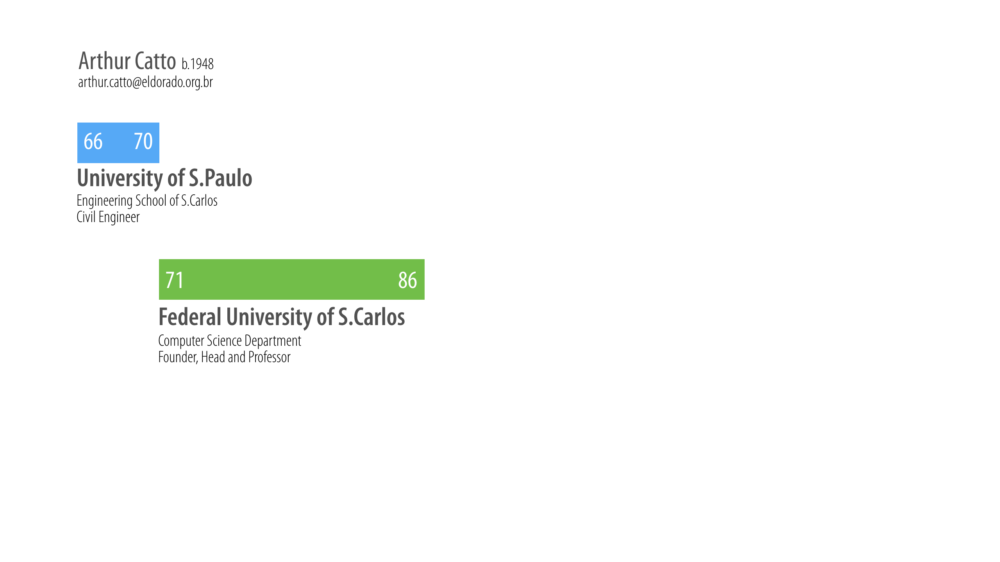 Arthur Catto b.1948
arthur.catto@eldorado.org.br
66 70
University of S.Paulo
Engineering School of S.Carlos
Civil Engineer
71 86
Federal University of S.Carlos
Computer Science Department
Founder, Head and Professor